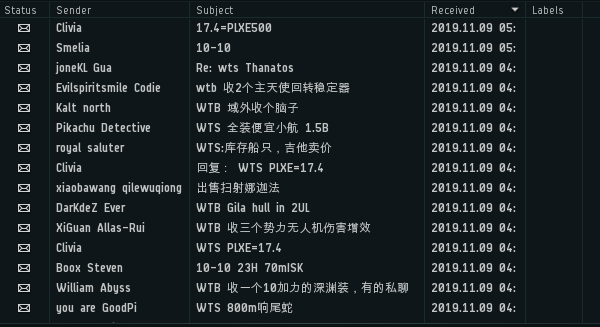 Status Sender Subject Received Labels
Clivia 17.4=PLXE500 2019.11.09 05:
Smelia 10-10 2019.11.09 05:
joneKL Gua Re: wts Thanatos 2019.11.09 04:
Evilspiritsmile Codie wtb 收2个主天使回转稳定器 2019.11.09 04:
Kalt north WTB 域外收个脑子 2019.11.09 04:
Pikachu Detective WTS 全装便宜小航 1.5B 2019.11.09 04:
royal saluter WTS:库存船只，吉他卖价 2019.11.09 04:
Clivia 回复： WTS PLXE=17.4 2019.11.09 04:
xiaobawang qilewuqiong 出售扫射娜迦法 2019.11.09 04:
DarKdeZ Ever WTB Gila hull in 2UL 2019.11.09 04:
XiGuan Allas-Rui WTB 收三个势力无人机伤害增效 2019.11.09 04:
Clivia WTS PLXE=17.4 2019.11.09 04:
Boox Steven 10-10 23H 70mISK 2019.11.09 04:
William Abyss WTB 收一个10加力的深渊装，有的私聊 2019.11.09 04:
you are GoodPi WTS 800m响尾蛇 2019.11.09 04: